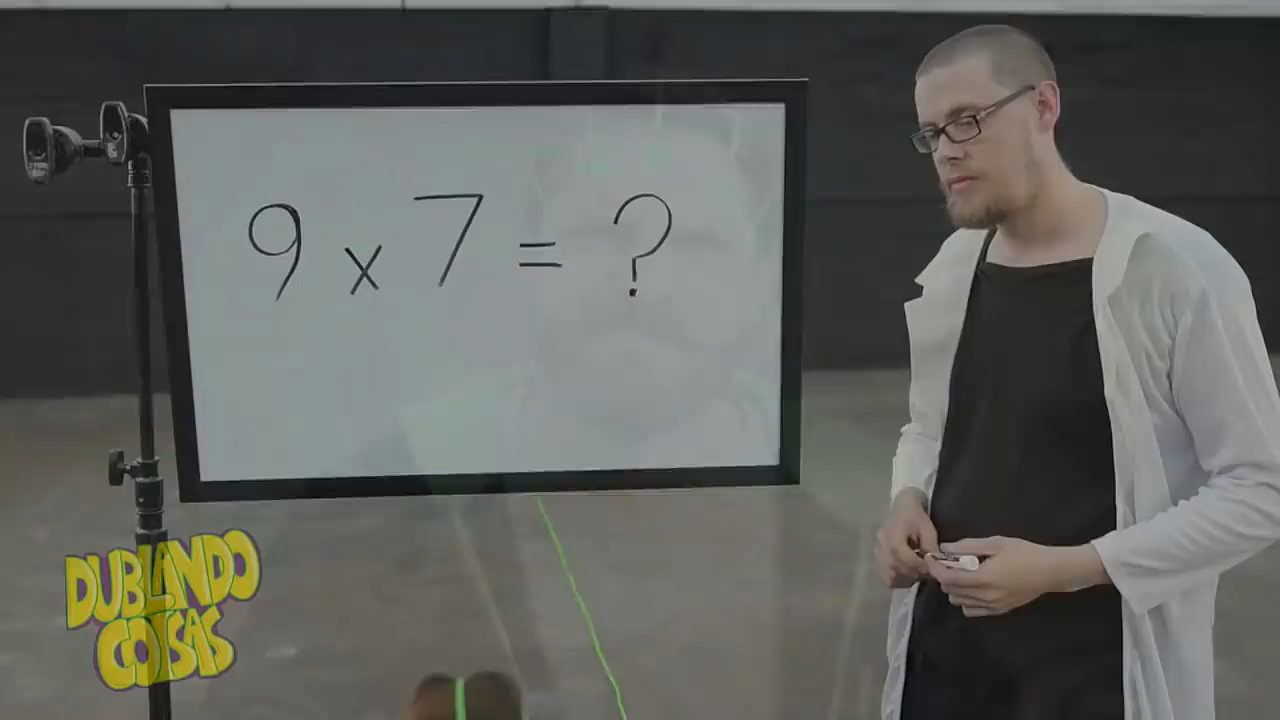 9 x 7 = ?
DUBLANDO
COISAS